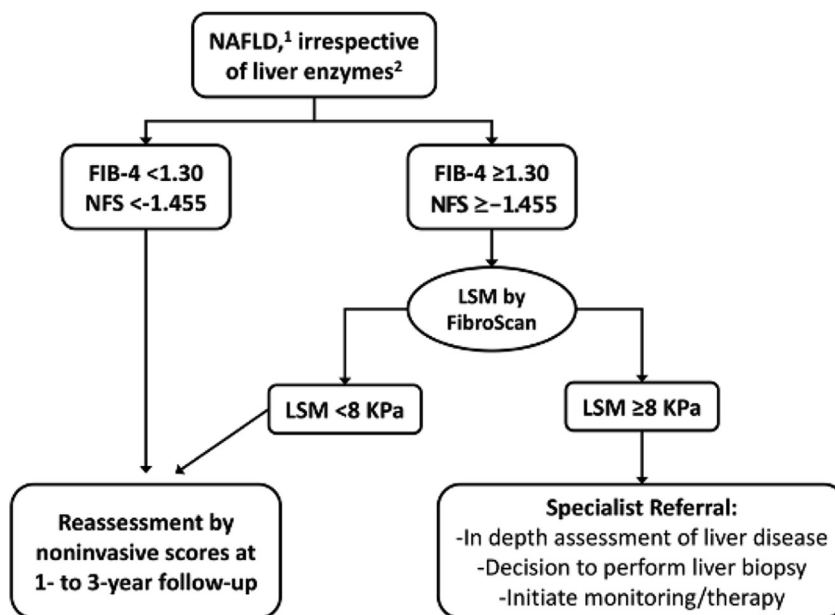 NAFLD,¹ irrespective
of liver enzymes²
FIB-4 <1.30
NFS <-1.455
FIB-4 ≥1.30
NFS ≥−1.455
LSM by
FibroScan
LSM <8 KPa
LSM ≥8 KPa
Reassessment by
noninvasive scores at
1- to 3-year follow-up
Specialist Referral:
-In depth assessment of liver disease
-Decision to perform liver biopsy
-Initiate monitoring/therapy